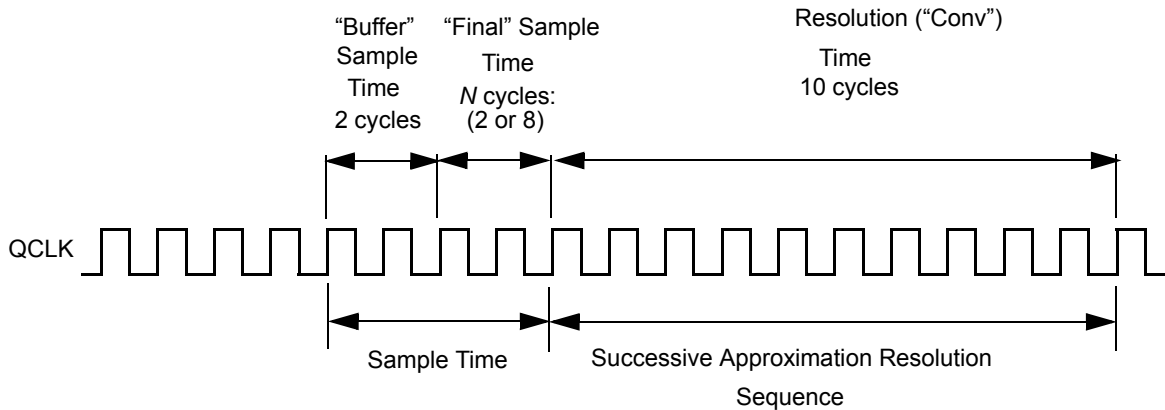 “Buffer”
Sample
Time
2 cycles
“Final” Sample
Time
N cycles:
(2 or 8)
Resolution (“Conv”)
Time
10 cycles
QCLK
Sample Time
Successive Approximation Resolution
Sequence